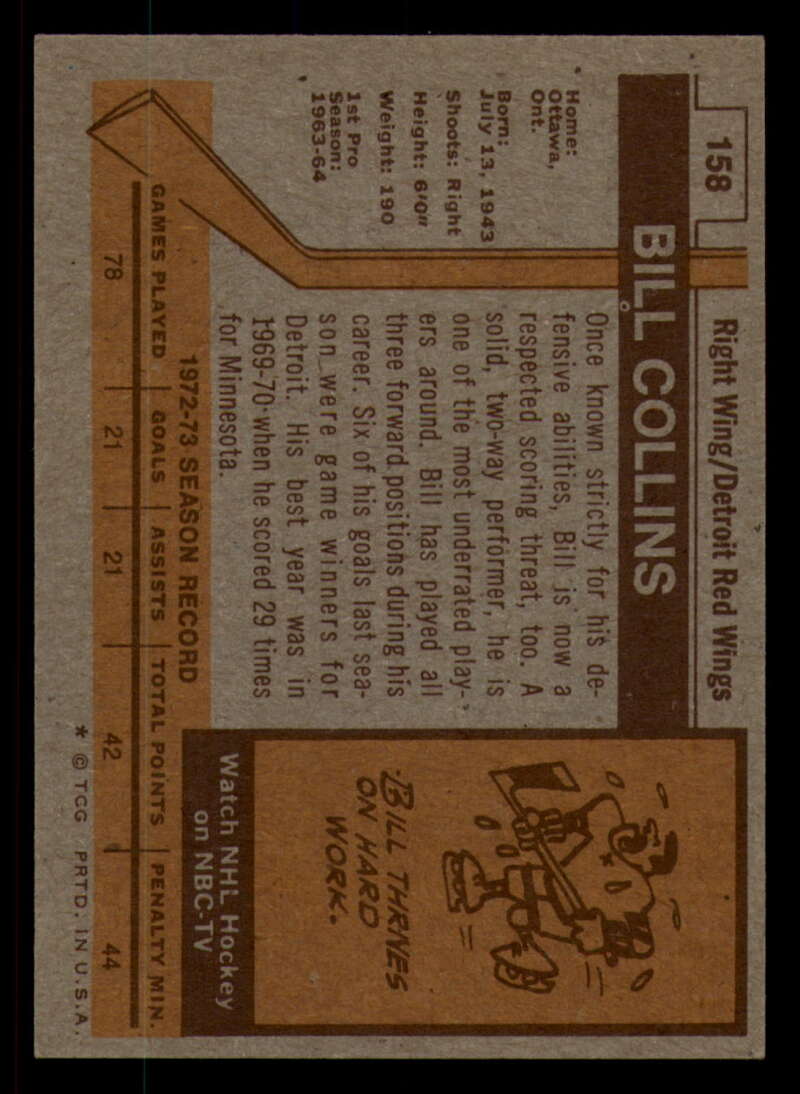 158
Right Wing/Detroit Red Wings
BILL COLLINS
Home:
Ottawa,
Ont.
Born:
July 13, 1943
Shoots: Right
Height: 6'0"
Weight: 190
1st Pro
Season:
1963-64
Once known strictly for his de-
fensive abilities, Bill is now a
respected scoring threat, too. A
solid, two-way performer, he is
one of the most underrated play-
ers around. Bill has played all
three forward positions during his
career. Six of his goals last sea-
son were game winners for
Detroit. His best year was in
1969-70 when he scored 29 times
for Minnesota.
BILL THRIVES
ON HARD
WORK.
Watch NHL Hockey
on NBC-TV
1972-73 SEASON RECORD
GAMES PLAYED GOALS ASSISTS TOTAL POINTS PENALTY MIN.
78 21 21 42 44
* © TCG PRTD. IN U.S.A.